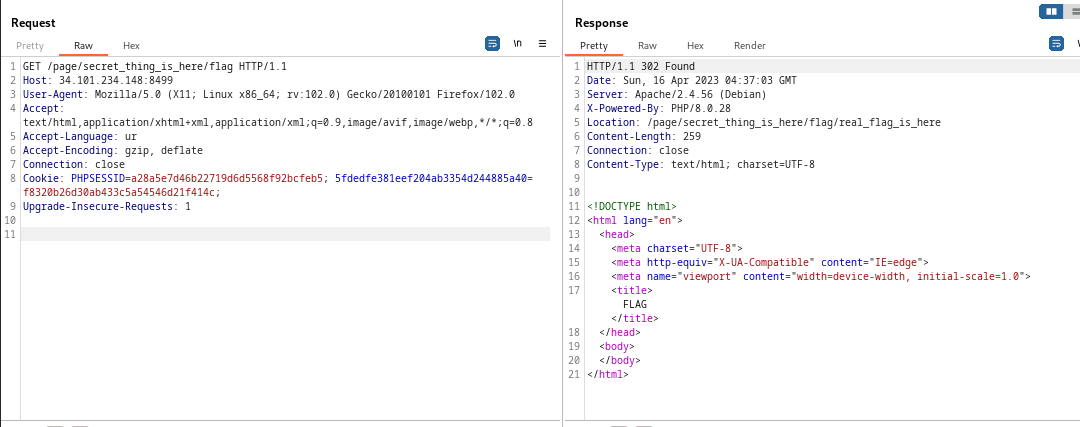 Request
Pretty Raw Hex
\n
1 GET /page/secret_thing_is_here/flag HTTP/1.1
2 Host: 34.101.234.148:8499
3 User-Agent: Mozilla/5.0 (X11; Linux x86_64; rv:102.0) Gecko/20100101 Firefox/102.0
4 Accept:
text/html,application/xhtml+xml,application/xml;q=0.9,image/avif,image/webp,*/*;q=0.8
5 Accept-Language: ur
6 Accept-Encoding: gzip, deflate
7 Connection: close
8 Cookie: PHPSESSID=a28a5e7d46b22719d6d5568f92bcfeb5; 5fdedfe381eef204ab3354d244885a40=
f8320b26d30ab433c5a54546d21f414c;
9 Upgrade-Insecure-Requests: 1
10
11
Response
Pretty Raw Hex Render
1 HTTP/1.1 302 Found
2 Date: Sun, 16 Apr 2023 04:37:03 GMT
3 Server: Apache/2.4.56 (Debian)
4 X-Powered-By: PHP/8.0.28
5 Location: /page/secret_thing_is_here/flag/real_flag_is_here
6 Content-Length: 259
7 Connection: close
8 Content-Type: text/html; charset=UTF-8
9
10
11 <!DOCTYPE html>
12 <html lang="en">
13 <head>
14 <meta charset="UTF-8">
15 <meta http-equiv="X-UA-Compatible" content="IE=edge">
16 <meta name="viewport" content="width=device-width, initial-scale=1.0">
17 <title>
FLAG
</title>
18 </head>
19 <body>
20 </body>
21 </html>